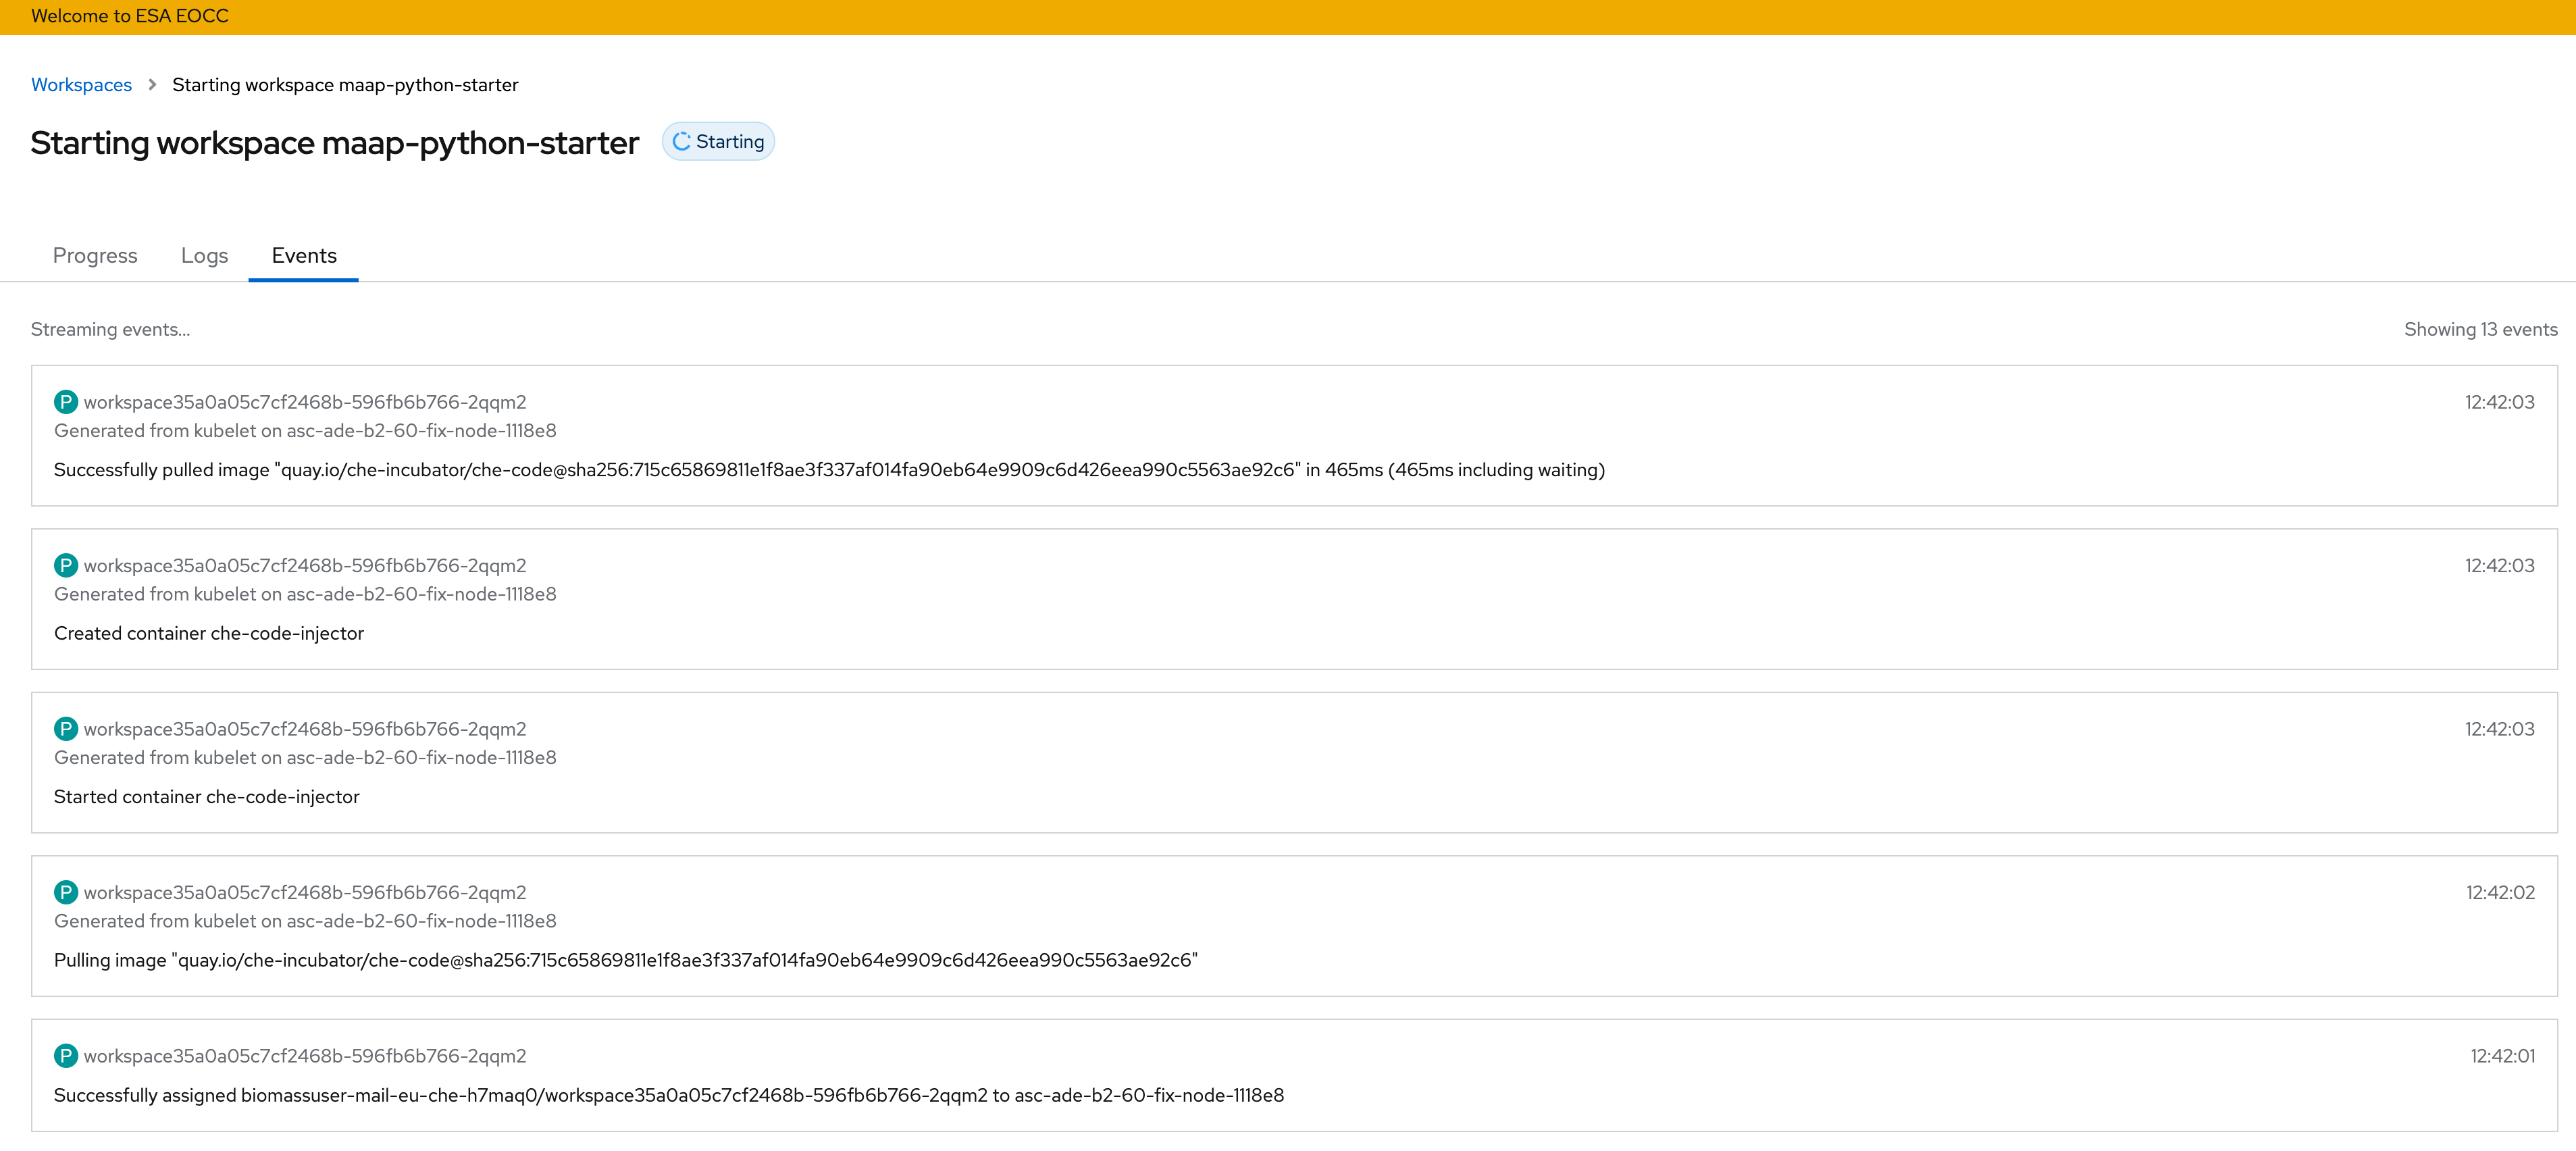 Welcome to ESA EOCC
Workspaces > Starting workspace maap-python-starter
Starting workspace maap-python-starter Starting
Progress Logs Events
Streaming events... Showing 13 events
P workspace35a0a05c7cf2468b-596fb6b766-2qqm2 12:42:03
Generated from kubelet on asc-ade-b2-60-fix-node-1118e8
Successfully pulled image "quay.io/che-incubator/che-code@sha256:715c65869811e1f8ae3f337af014fa90eb64e9909c6d426eea990c5563ae92c6" in 465ms (465ms including waiting)
P workspace35a0a05c7cf2468b-596fb6b766-2qqm2 12:42:03
Generated from kubelet on asc-ade-b2-60-fix-node-1118e8
Created container che-code-injector
P workspace35a0a05c7cf2468b-596fb6b766-2qqm2 12:42:03
Generated from kubelet on asc-ade-b2-60-fix-node-1118e8
Started container che-code-injector
P workspace35a0a05c7cf2468b-596fb6b766-2qqm2 12:42:02
Generated from kubelet on asc-ade-b2-60-fix-node-1118e8
Pulling image "quay.io/che-incubator/che-code@sha256:715c65869811e1f8ae3f337af014fa90eb64e9909c6d426eea990c5563ae92c6"
P workspace35a0a05c7cf2468b-596fb6b766-2qqm2 12:42:01
Successfully assigned biomassuser-mail-eu-che-h7maq0/workspace35a0a05c7cf2468b-596fb6b766-2qqm2 to asc-ade-b2-60-fix-node-1118e8